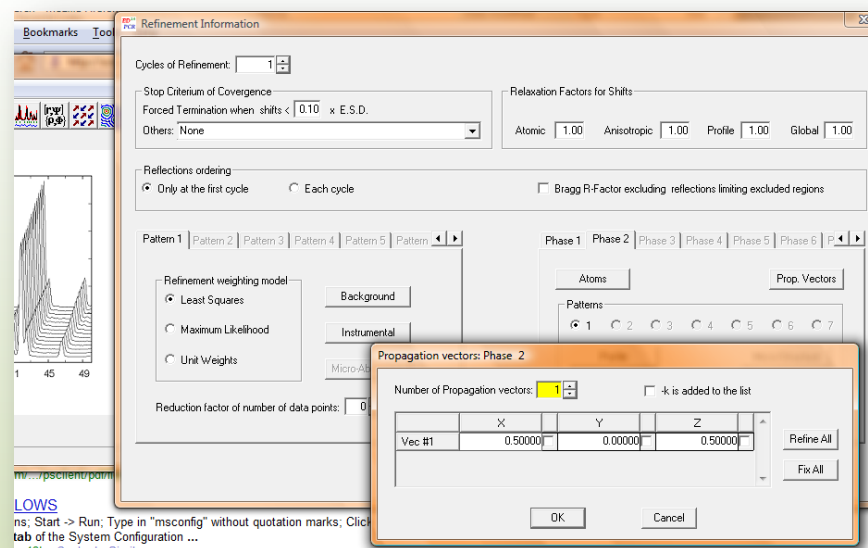 Bookmarks Tool
ED PCR Refinement Information
Cycles of Refinement: 1
Stop Criterium of Covergence
Forced Termination when shifts < 0.10 x E.S.D.
Others: None
Relaxation Factors for Shifts
Atomic 1.00 Anisotropic 1.00 Profile 1.00 Global 1.00
Reflections ordering
Only at the first cycle Each cycle Bragg R-Factor excluding reflections limiting excluded regions
Pattern 1 Pattern 2 Pattern 3 Pattern 4 Pattern 5 Pattern
Refinement weighting model
Least Squares
Maximum Likelihood
Unit Weights
Background
Instrumental
Micro-Ab
Reduction factor of number of data points: 0
Phase 1 Phase 2 Phase 3 Phase 4 Phase 5 Phase 6 P
Atoms Prop. Vectors
Patterns
1 2 3 4 5 6 7
Propagation vectors: Phase 2
Number of Propagation vectors: 1 -k is added to the list
X Y Z
Vec #1 0.50000 0.00000 0.50000
Refine All
Fix All
OK Cancel
45 49
LOWS
ns; Start -> Run; Type in "msconfig" without quotation marks; Click
tab of the System Configuration ...